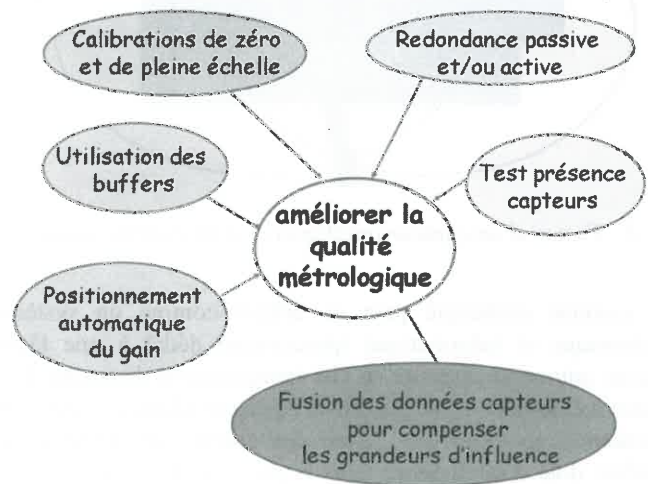 Calibrations de zéro
et de pleine échelle
Redondance passive
et/ou active
Utilisation des
buffers
Test présence
capteurs
améliorer la
qualité
métrologique
Positionnement
automatique
du gain
Fusion des données capteurs
pour compenser
les grandeurs d'influence